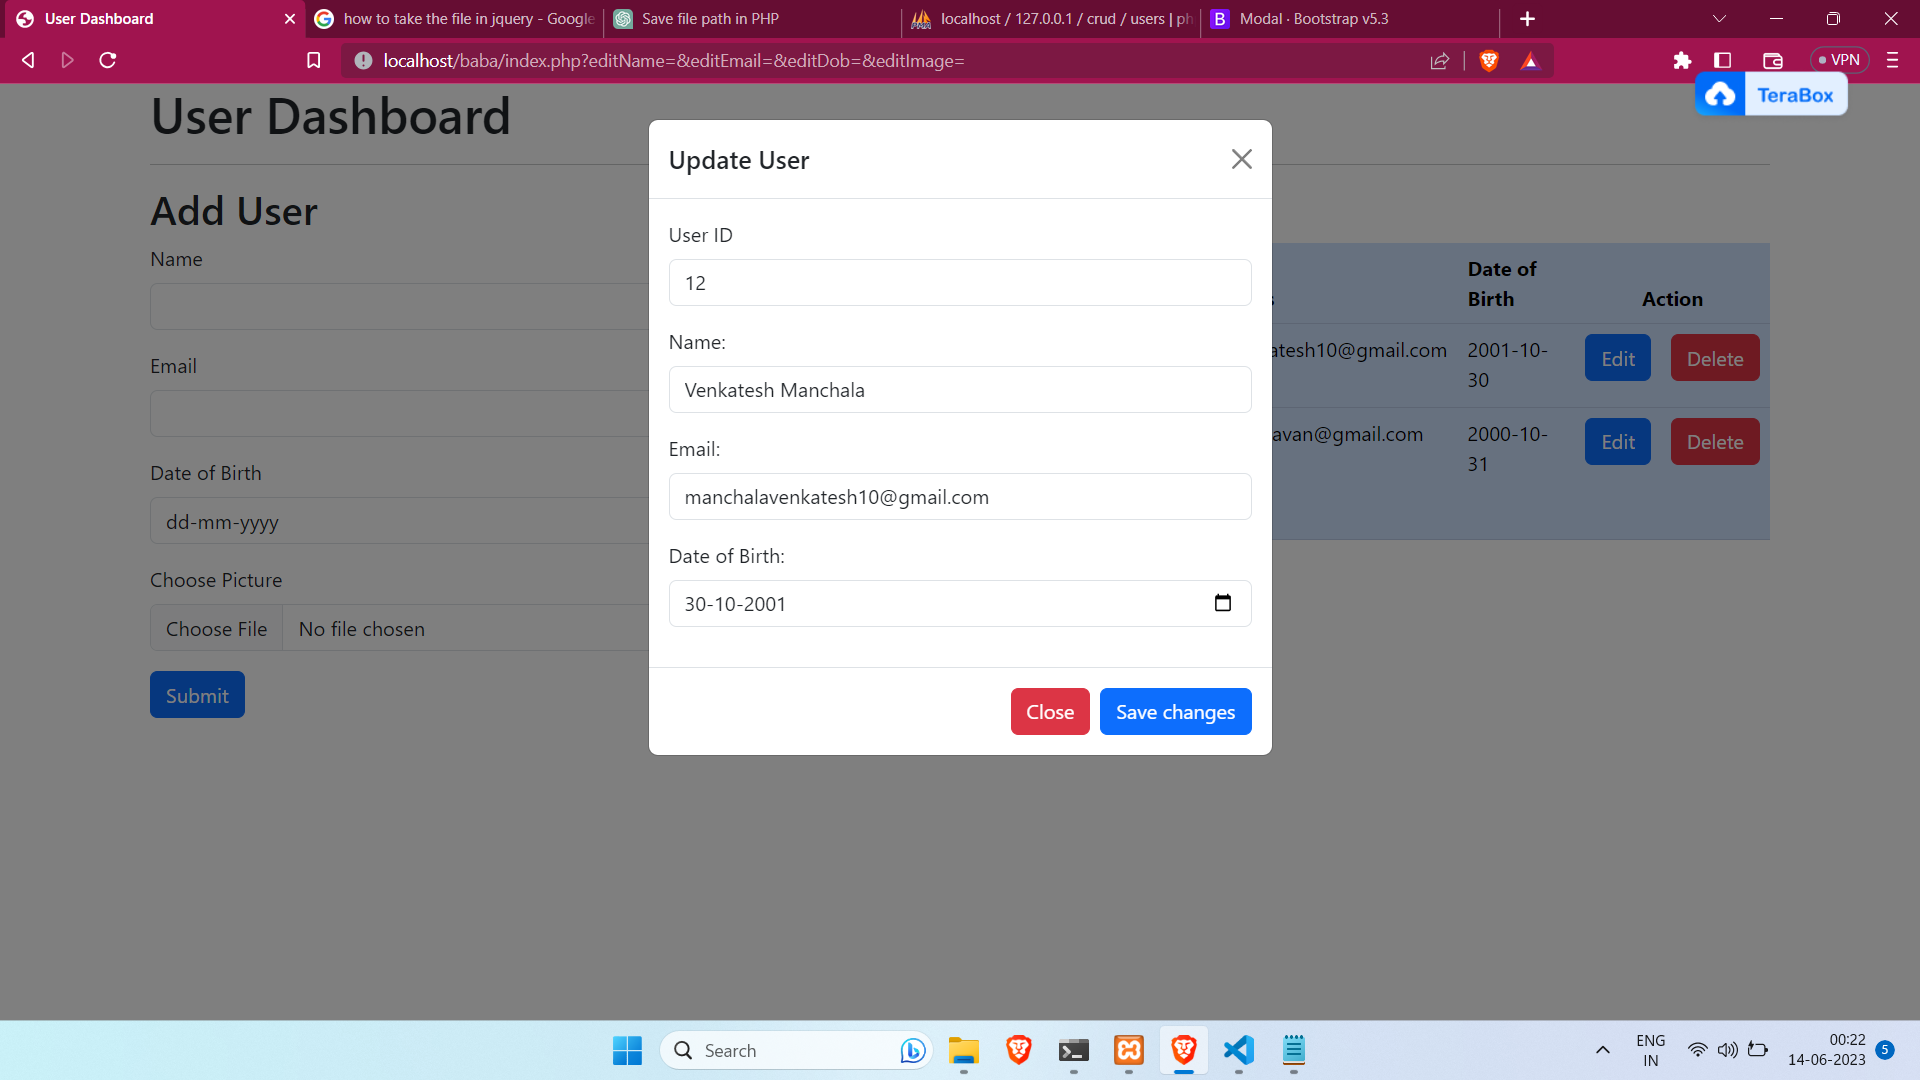 User Dashboard
how to take the file in jquery - Google
Save file path in PHP
localhost / 127.0.0.1 / crud / users | ph
B Modal · Bootstrap v5.3
localhost/baba/index.php?editName=&editEmail=&editDob=&editImage=
VPN
TeraBox
User Dashboard
Add User
Name
Email
Date of Birth
dd-mm-yyyy
Choose Picture
Choose File No file chosen
Submit
Update User
User ID
12
Name:
Venkatesh Manchala
Email:
manchalavenkatesh10@gmail.com
Date of Birth:
30-10-2001
Close Save changes
Date of
Birth Action
atesh10@gmail.com 2001-10-
30
Edit Delete
avan@gmail.com 2000-10-
31
Edit Delete
Search
ENG
IN
00:22
14-06-2023
5